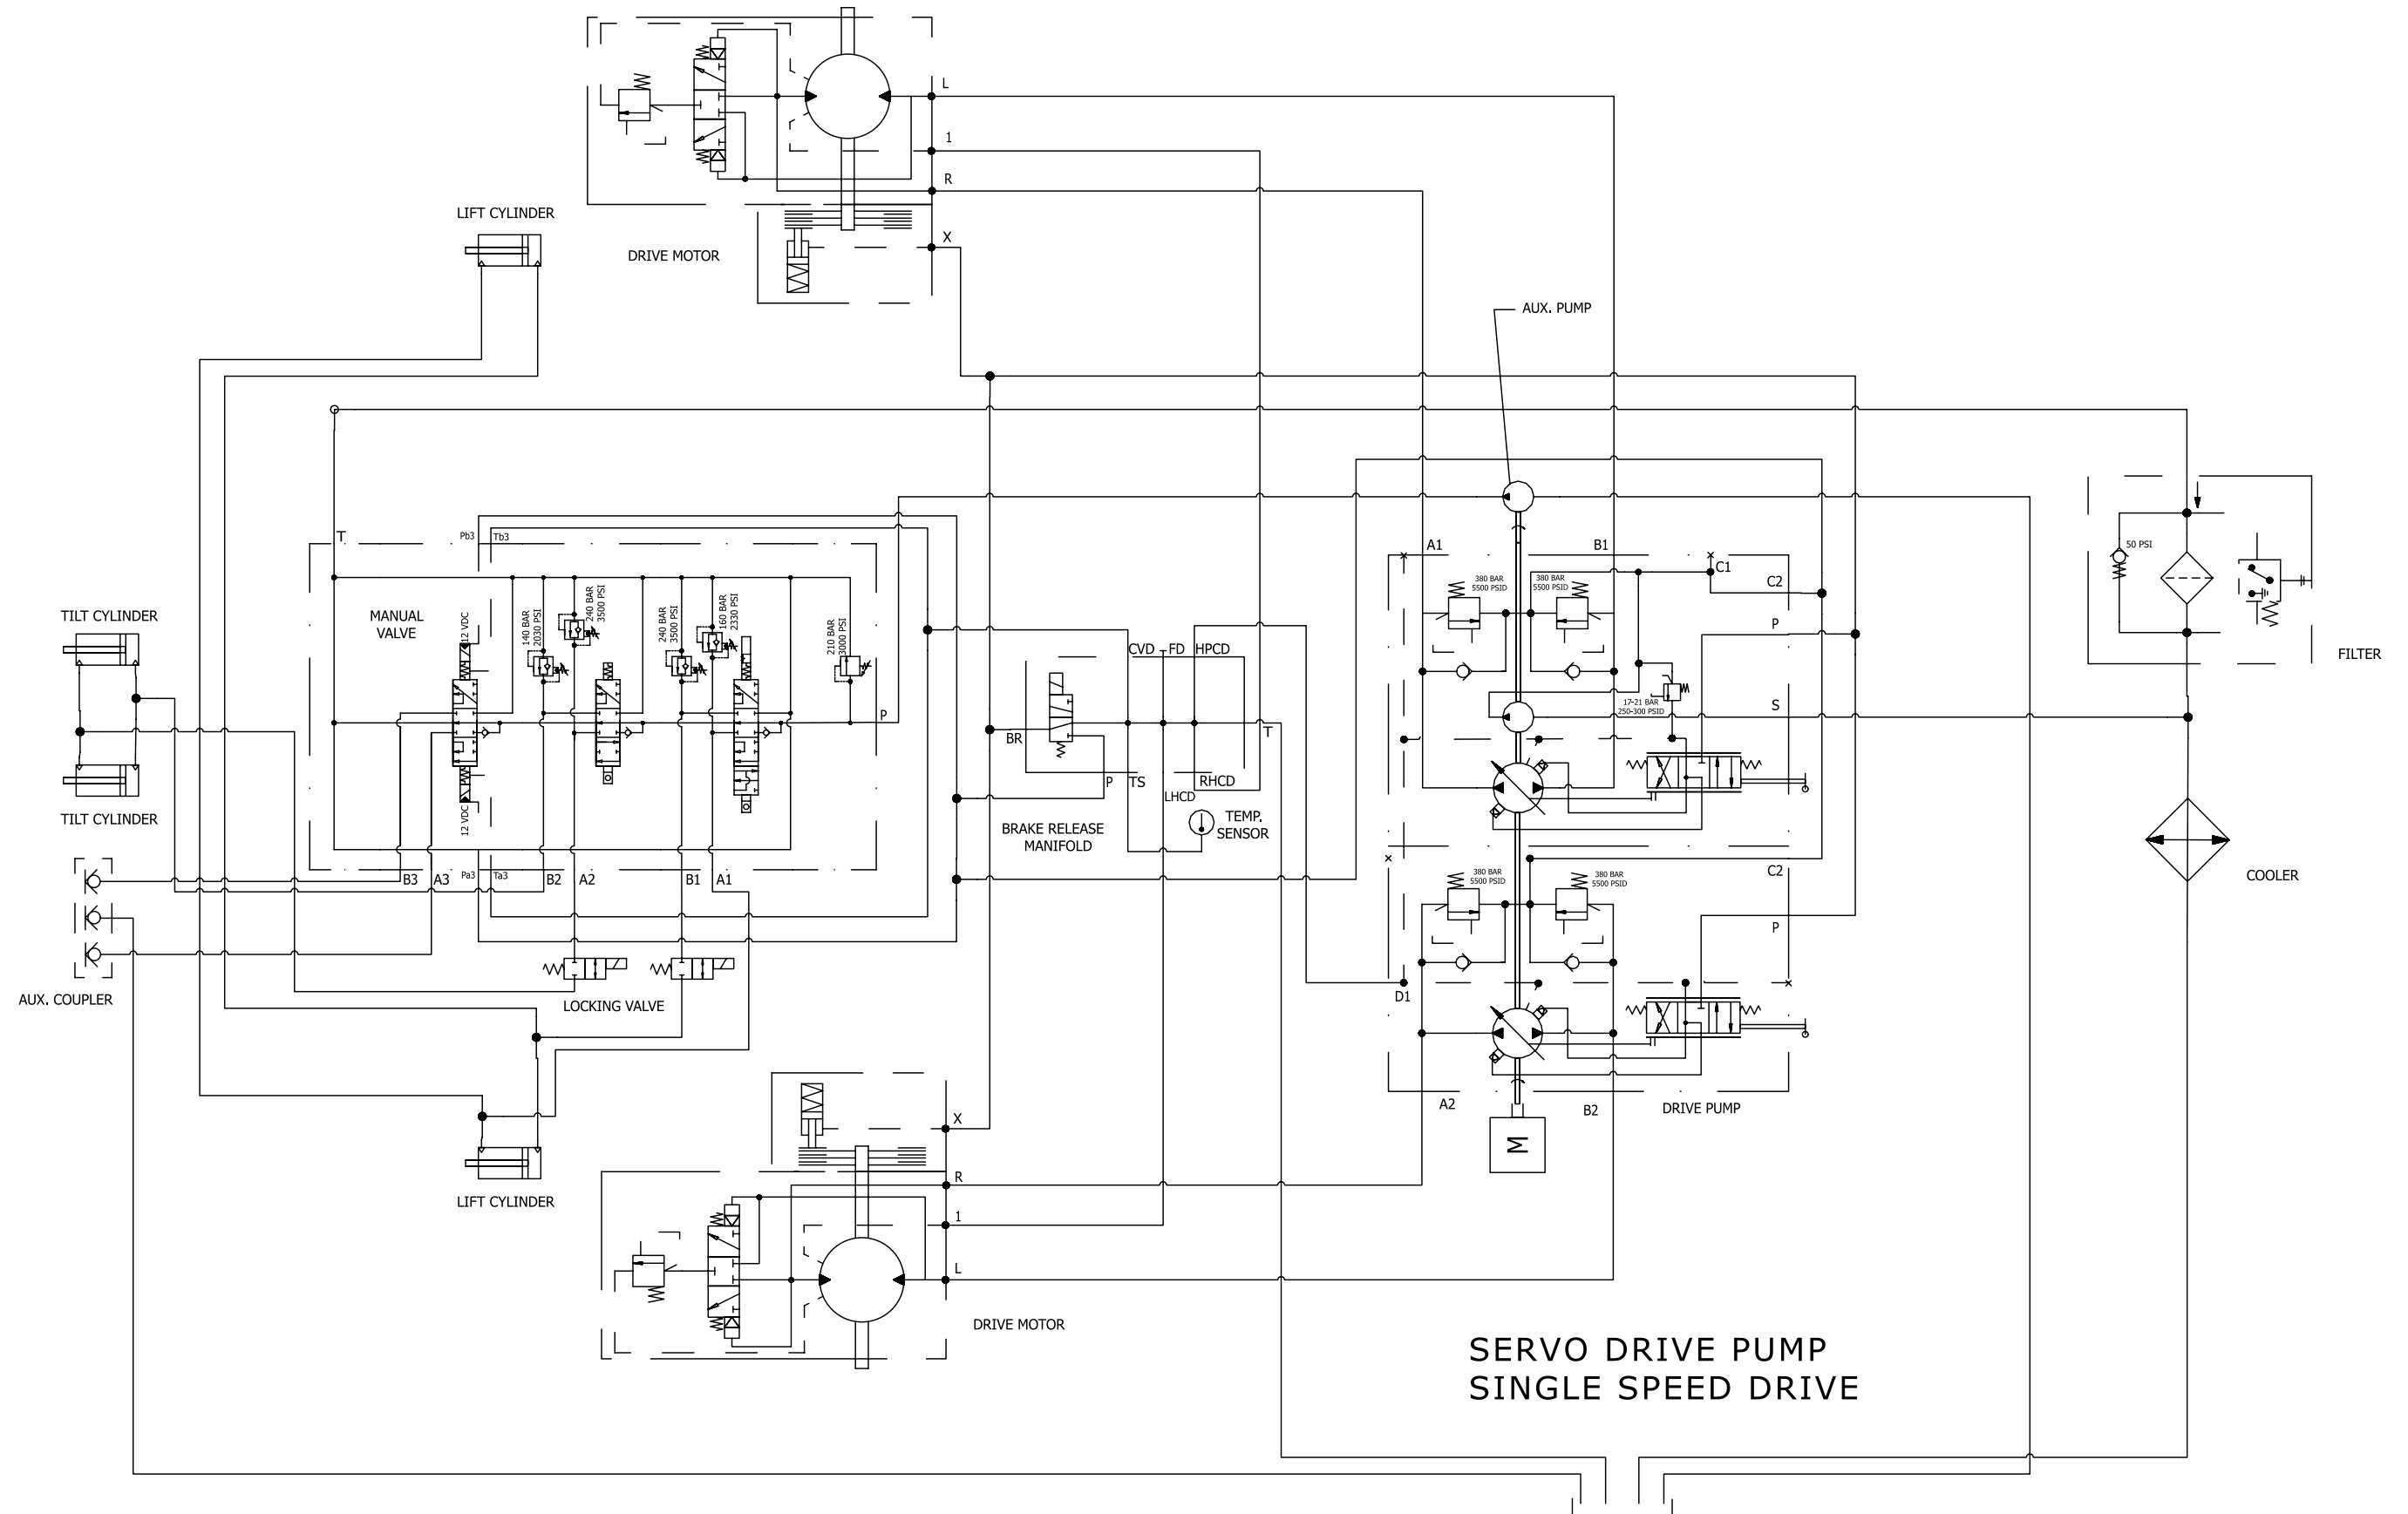 L
1
R
LIFT CYLINDER
X
DRIVE MOTOR
AUX. PUMP
T
Pb3
Tb3
A1
B1
50 PSI
C1
C2
380 BAR
5500 PSID
380 BAR
5500 PSID
TILT CYLINDER
MANUAL
VALVE
12 VDC
140 BAR
2030 PSI
240 BAR
3500 PSI
240 BAR
3500 PSI
160 BAR
2330 PSI
210 BAR
3000 PSI
P
CVD
FD
HPCD
FILTER
17-21 BAR
250-300 PSID
S
P
BR
T
P
TS
RHCD
LHCD
TILT CYLINDER
12 VDC
BRAKE RELEASE
MANIFOLD
TEMP.
SENSOR
B3
A3
Pa3
Ta3
B2
A2
B1
A1
380 BAR
5500 PSID
380 BAR
5500 PSID
C2
COOLER
P
AUX. COUPLER
LOCKING VALVE
D1
A2
B2
DRIVE PUMP
X
M
R
LIFT CYLINDER
1
L
DRIVE MOTOR
SERVO DRIVE PUMP
SINGLE SPEED DRIVE